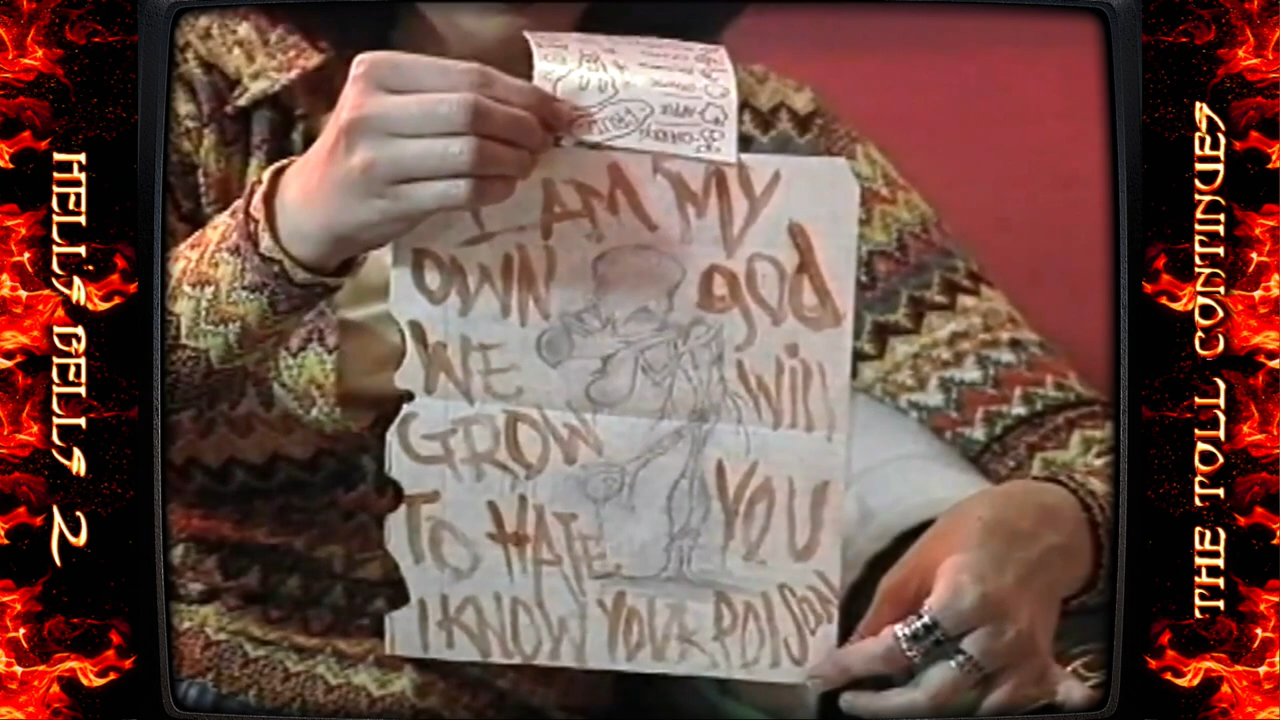 HELL'S BELLS 2
I AM MY
OWN god
WE Will
GROW
TO HATE YOU
I KNOW YOUR POISON
THE TOLL CONTINUES